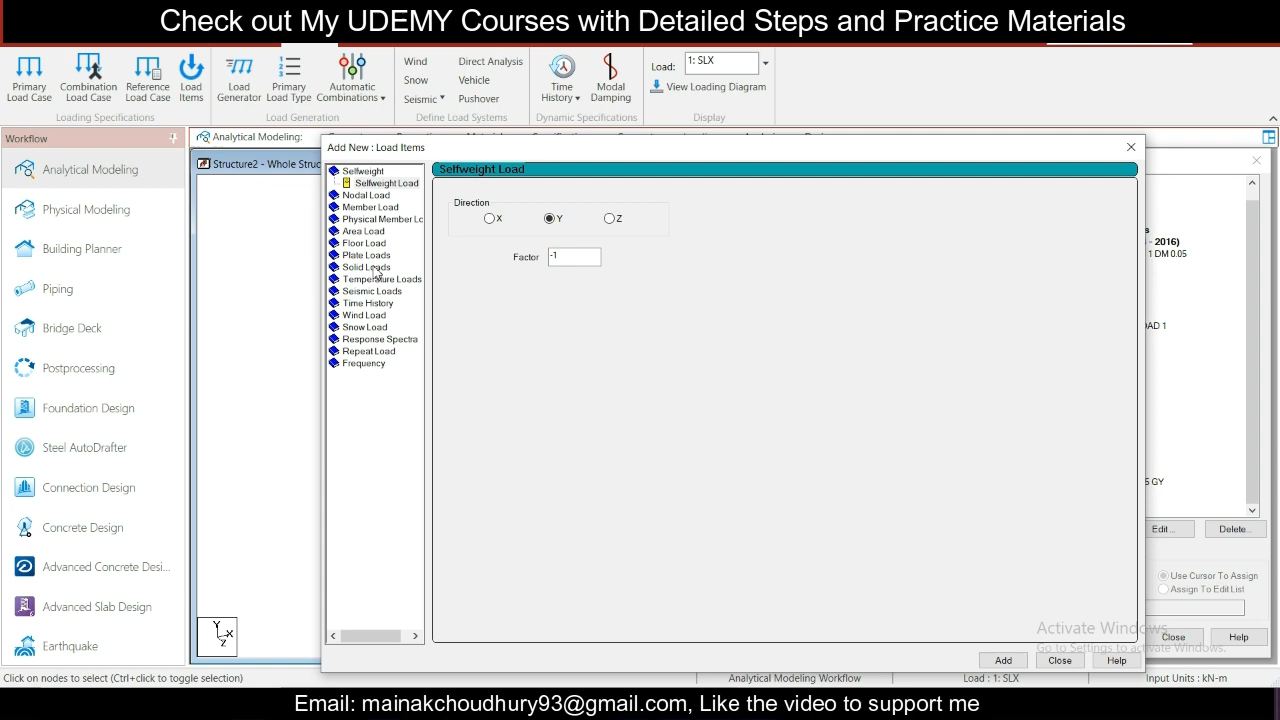 Check out My UDEMY Courses with Detailed Steps and Practice Materials
Primary Load Case
Combination Load Case
Reference Load Case
Load Items
Loading Specifications
Load Generator
Primary Load Type
Automatic Combinations
Load Generation
Wind
Snow
Seismic
Direct Analysis
Vehicle
Pushover
Define Load Systems
Time History
Modal Damping
Dynamic Specifications
Load: 1: SLX
View Loading Diagram
Display
Workflow
Analytical Modeling
Physical Modeling
Building Planner
Piping
Bridge Deck
Postprocessing
Foundation Design
Steel AutoDrafter
Connection Design
Concrete Design
Advanced Concrete Desi...
Advanced Slab Design
Earthquake
Analytical Modeling:
Structure2 - Whole Struc
Y
X
Z
Add New : Load Items
Selfweight
Selfweight Load
Nodal Load
Member Load
Physical Member Lc
Area Load
Floor Load
Plate Loads
Solid Loads
Temperature Loads
Seismic Loads
Time History
Wind Load
Snow Load
Response Spectra
Repeat Load
Frequency
Selfweight Load
Direction
X Y Z
Factor -1
Add Close Help
s
- 2016)
1 DM 0.05
AD 1
5 GY
Edit... Delete...
Use Cursor To Assign
Assign To Edit List
Close Help
Activate Windows
Go to Settings to activate Windows.
Click on nodes to select (Ctrl+click to toggle selection)
Analytical Modeling Workflow
Load : 1: SLX
Input Units : kN-m
Email: mainakchoudhury93@gmail.com, Like the video to support me